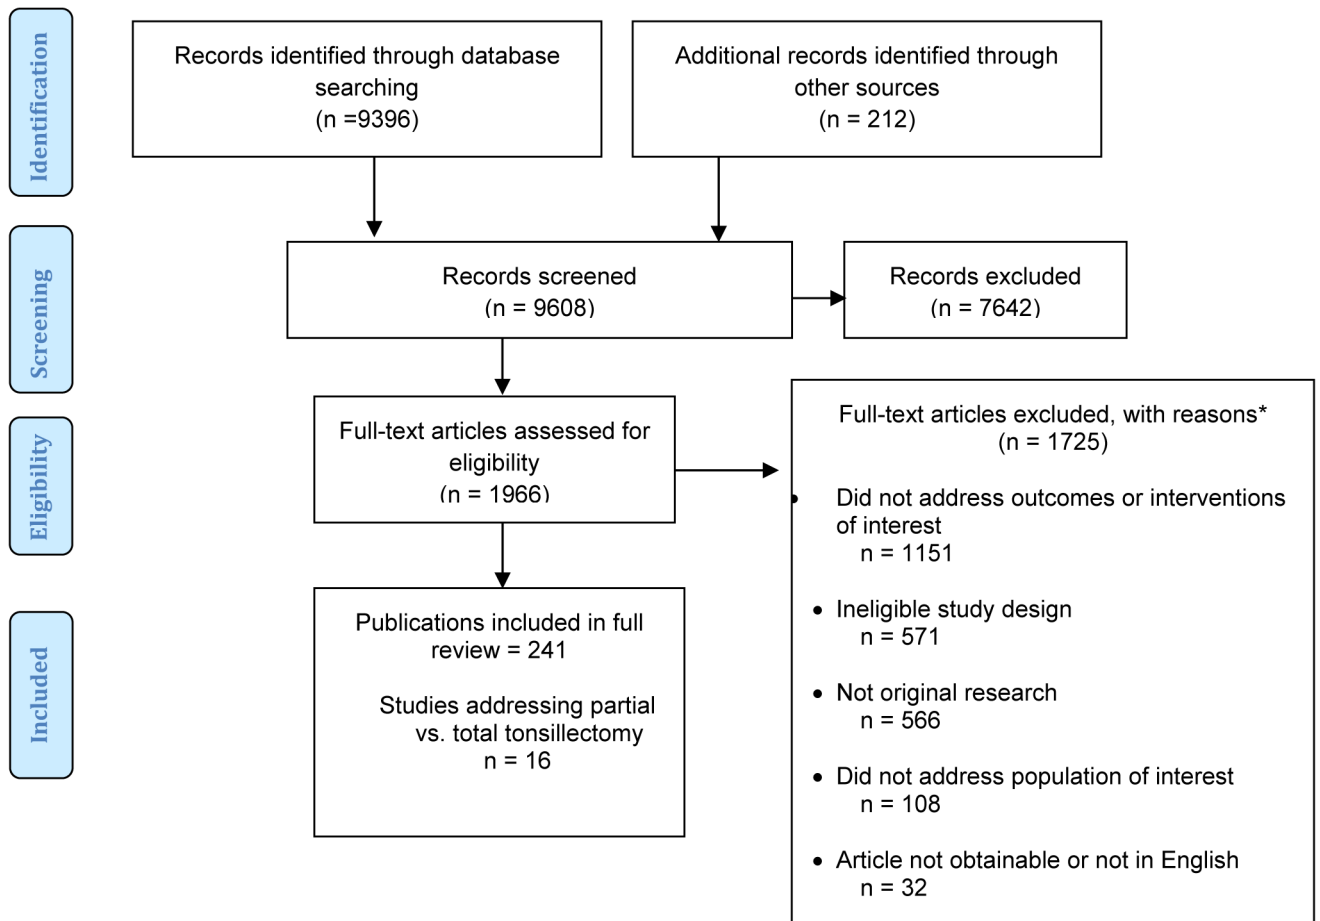 Identification
Records identified through database
searching
(n =9396)
Additional records identified through
other sources
(n = 212)
Screening
Records screened
(n = 9608)
Records excluded
(n = 7642)
Eligibility
Full-text articles assessed for
eligibility
(n = 1966)
Full-text articles excluded, with reasons*
(n = 1725)
• Did not address outcomes or interventions
of interest
n = 1151
• Ineligible study design
n = 571
• Not original research
n = 566
• Did not address population of interest
n = 108
• Article not obtainable or not in English
n = 32
Included
Publications included in full
review = 241
Studies addressing partial
vs. total tonsillectomy
n = 16